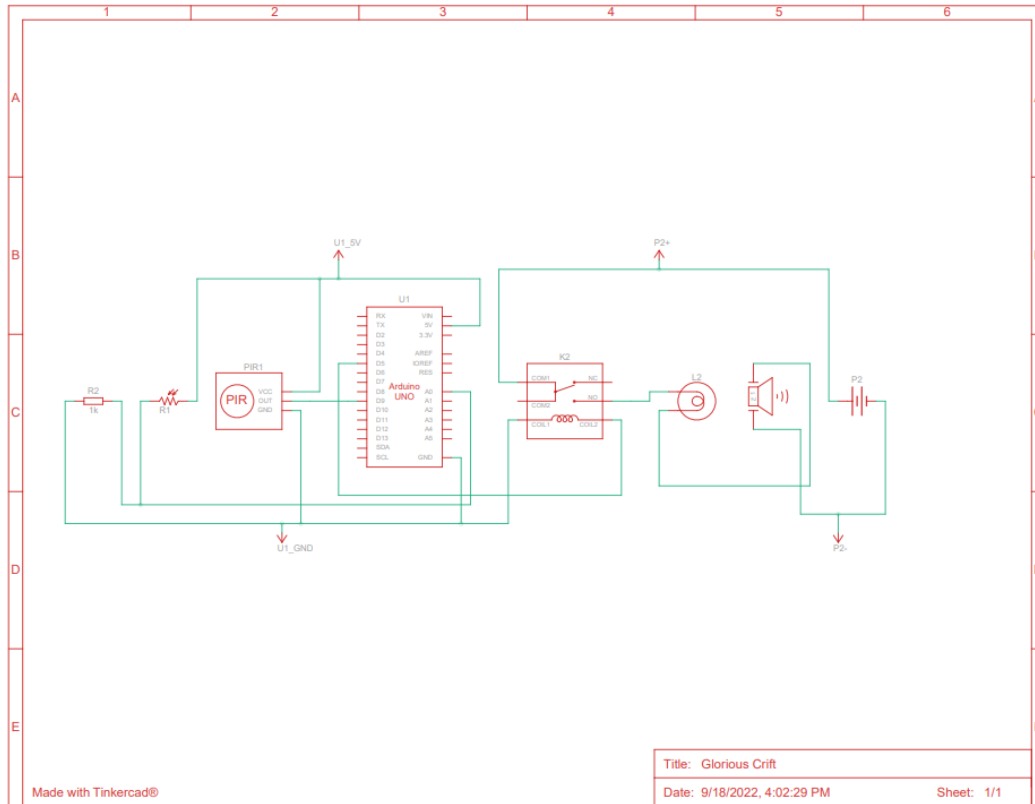 1 2 3 4 5 6
A
B
C
D
E
U1_5V
P2+
U1
RX VIN
TX 5V
D2 3.3V
D3
D4 AREF
D5 IOREF
D6 RES
D7
D8 A0
D9 A1
D10 A2
D11 A3
D12 A4
D13 A5
SDA
SCL GND
Arduino
UNO
R2
1k
R1
PIR1
PIR
VCC
OUT
GND
K2
COM1 NC
COM2 NO
COIL1 COIL2
L2
P2
U1_GND
P2-
Title: Glorious Crift
Made with Tinkercad®
Date: 9/18/2022, 4:02:29 PM Sheet: 1/1